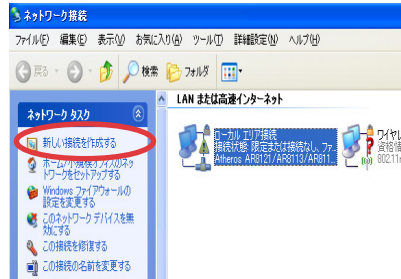 ネットワーク接続
ファイル(F) 編集(E) 表示(V) お気に入り(A) ツール(T) 詳細設定(N) ヘルプ(H)
戻る 検索 フォルダ
ネットワーク タスク
新しい接続を作成する
ホーム/小規模オフィスのネッ
トワークをセットアップする
Windows ファイアウォールの
設定を変更する
このネットワーク デバイスを無
効にする
この接続を修復する
この接続の名前を変更する
LAN または高速インターネット
ローカル エリア接続
接続状態 限定または接続なし、ファ...
Atheros AR8121/AR8113/AR811...
ワイヤレ
資格情
802.11n